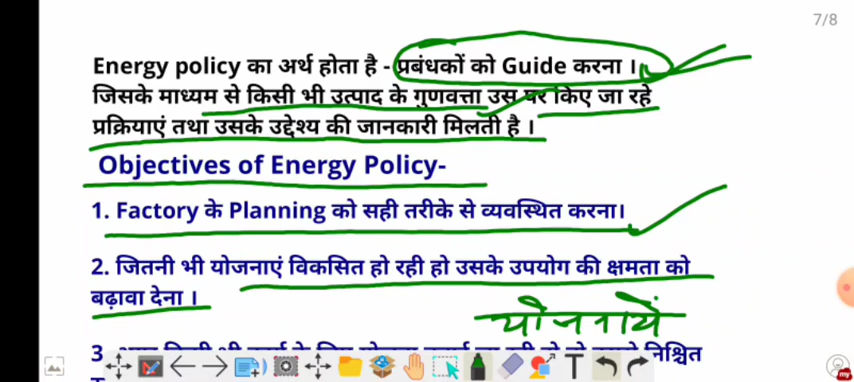 7/8
Energy policy का अर्थ होता है - प्रबंधकों को Guide करना ।
जिसके माध्यम से किसी भी उत्पाद के गुणवत्ता उस पर किए जा रहे
प्रक्रियाएं तथा उसके उद्देश्य की जानकारी मिलती है ।
Objectives of Energy Policy-
1. Factory के Planning को सही तरीके से व्यवस्थित करना।
2. जितनी भी योजनाएं विकसित हो रही हो उसके उपयोग की क्षमता को
बढ़ावा देना ।
योजनायें
3 निश्चित
T
my